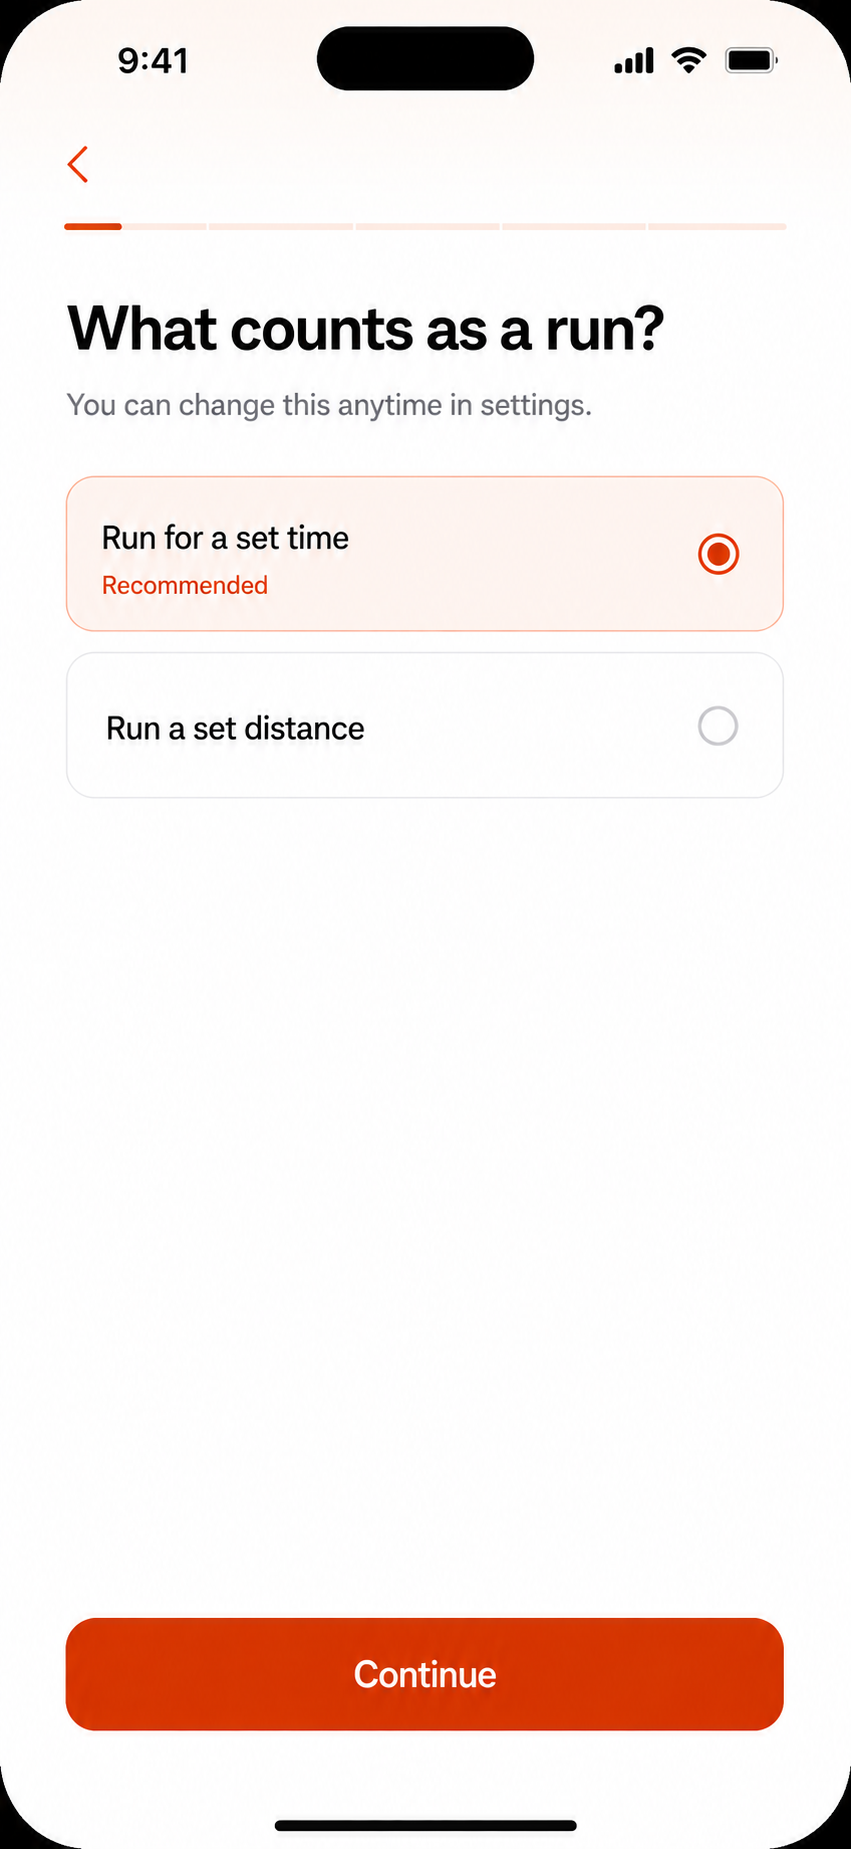 9:41
What counts as a run?
You can change this anytime in settings.
Run for a set time
Recommended
Run a set distance
Continue